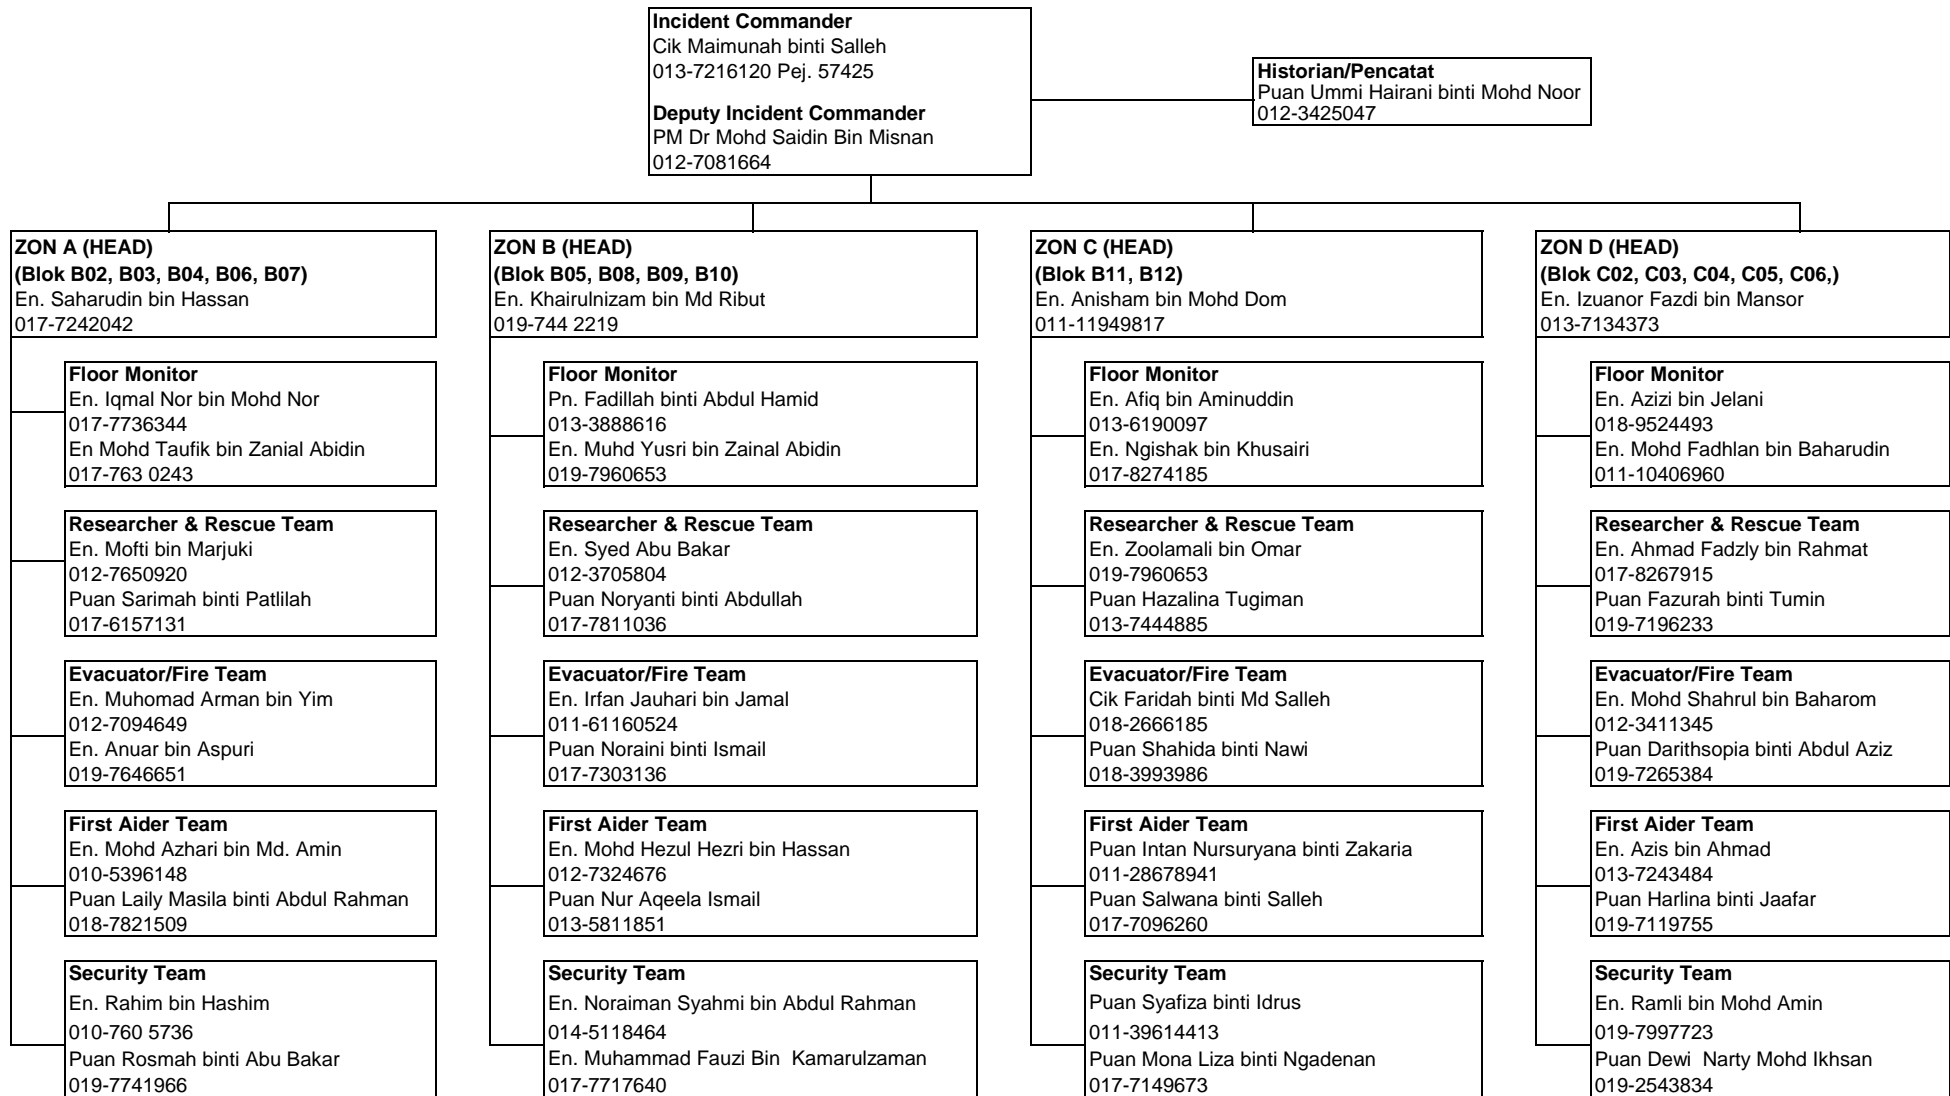 Incident Commander
Cik Maimunah binti Salleh
013-7216120 Pej. 57425
Deputy Incident Commander
PM Dr Mohd Saidin Bin Misnan
012-7081664
Historian/Pencatat
Puan Ummi Hairani binti Mohd Noor
012-3425047
ZON A (HEAD)
(Blok B02, B03, B04, B06, B07)
En. Saharudin bin Hassan
017-7242042
Floor Monitor
En. Iqmal Nor bin Mohd Nor
017-7736344
En Mohd Taufik bin Zanial Abidin
017-763 0243
Researcher & Rescue Team
En. Mofti bin Marjuki
012-7650920
Puan Sarimah binti Patlilah
017-6157131
Evacuator/Fire Team
En. Muhomad Arman bin Yim
012-7094649
En. Anuar bin Aspuri
019-7646651
First Aider Team
En. Mohd Azhari bin Md. Amin
010-5396148
Puan Laily Masila binti Abdul Rahman
018-7821509
Security Team
En. Rahim bin Hashim
010-760 5736
Puan Rosmah binti Abu Bakar
019-7741966
ZON B (HEAD)
(Blok B05, B08, B09, B10)
En. Khairulnizam bin Md Ribut
019-744 2219
Floor Monitor
Pn. Fadillah binti Abdul Hamid
013-3888616
En. Muhd Yusri bin Zainal Abidin
019-7960653
Researcher & Rescue Team
En. Syed Abu Bakar
012-3705804
Puan Noryanti binti Abdullah
017-7811036
Evacuator/Fire Team
En. Irfan Jauhari bin Jamal
011-61160524
Puan Noraini binti Ismail
017-7303136
First Aider Team
En. Mohd Hezul Hezri bin Hassan
012-7324676
Puan Nur Aqeela Ismail
013-5811851
Security Team
En. Noraiman Syahmi bin Abdul Rahman
014-5118464
En. Muhammad Fauzi Bin  Kamarulzaman
017-7717640
ZON C (HEAD)
(Blok B11, B12)
En. Anisham bin Mohd Dom
011-11949817
Floor Monitor
En. Afiq bin Aminuddin
013-6190097
En. Ngishak bin Khusairi
017-8274185
Researcher & Rescue Team
En. Zoolamali bin Omar
019-7960653
Puan Hazalina Tugiman
013-7444885
Evacuator/Fire Team
Cik Faridah binti Md Salleh
018-2666185
Puan Shahida binti Nawi
018-3993986
First Aider Team
Puan Intan Nursuryana binti Zakaria
011-28678941
Puan Salwana binti Salleh
017-7096260
Security Team
Puan Syafiza binti Idrus
011-39614413
Puan Mona Liza binti Ngadenan
017-7149673
ZON D (HEAD)
(Blok C02, C03, C04, C05, C06,)
En. Izuanor Fazdi bin Mansor
013-7134373
Floor Monitor
En. Azizi bin Jelani
018-9524493
En. Mohd Fadhlan bin Baharudin
011-10406960
Researcher & Rescue Team
En. Ahmad Fadzly bin Rahmat
017-8267915
Puan Fazurah binti Tumin
019-7196233
Evacuator/Fire Team
En. Mohd Shahrul bin Baharom
012-3411345
Puan Darithsopia binti Abdul Aziz
019-7265384
First Aider Team
En. Azis bin Ahmad
013-7243484
Puan Harlina binti Jaafar
019-7119755
Security Team
En. Ramli bin Mohd Amin
019-7997723
Puan Dewi  Narty Mohd Ikhsan
019-2543834